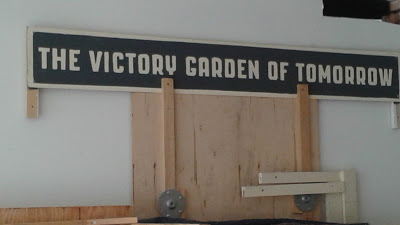 THE VICTORY GARDEN OF TOMORROW